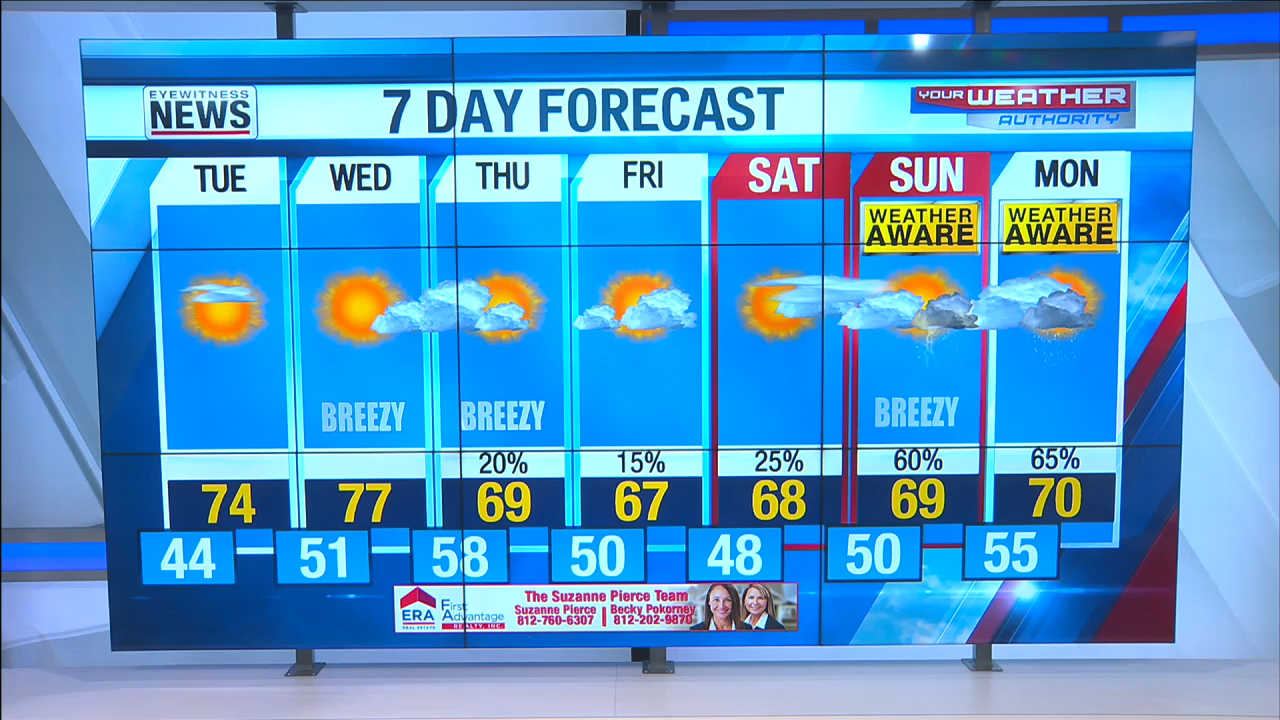 EYEWITNESS
NEWS
7 DAY FORECAST
YOUR WEATHER
AUTHORITY
TUE WED THU FRI SAT SUN MON
WEATHER AWARE WEATHER AWARE
BREEZY BREEZY BREEZY
20% 15% 25% 60% 65%
74 77 69 67 68 69 70
44 51 58 50 48 50 55
ERA
REAL ESTATE
First
Advantage
REALTY, INC.
The Suzanne Pierce Team
Suzanne Pierce | Becky Pokorney
812-760-6307 | 812-202-9870